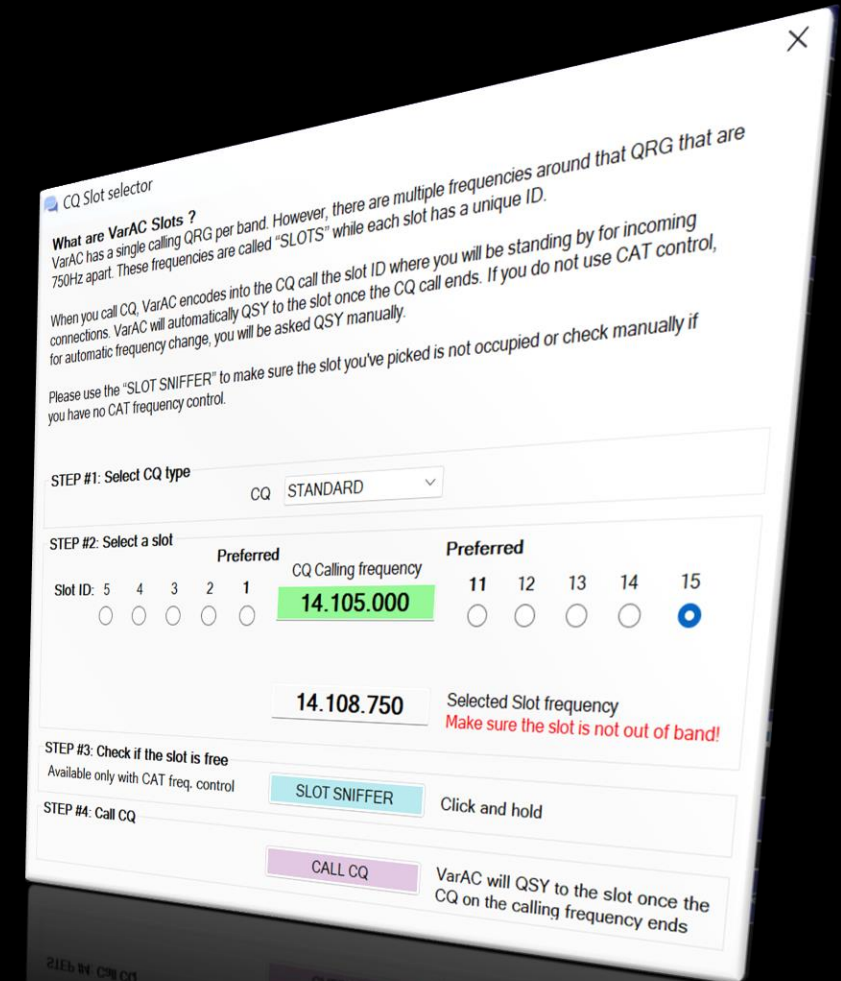 CQ Slot selector
What are VarAC Slots ?
VarAC has a single calling QRG per band. However, there are multiple frequencies around that QRG that are
750Hz apart. These frequencies are called "SLOTS" while each slot has a unique ID.
When you call CQ, VarAC encodes into the CQ call the slot ID where you will be standing by for incoming
connections. VarAC will automatically QSY to the slot once the CQ call ends. If you do not use CAT control,
for automatic frequency change, you will be asked QSY manually.
Please use the "SLOT SNIFFER" to make sure the slot you've picked is not occupied or check manually if
you have no CAT frequency control.
STEP #1: Select CQ type
CQ STANDARD
STEP #2: Select a slot
Preferred CQ Calling frequency Preferred
Slot ID: 5 4 3 2 1 14.105.000 11 12 13 14 15
14.108.750 Selected Slot frequency
Make sure the slot is not out of band!
STEP #3: Check if the slot is free
Available only with CAT freq. control
SLOT SNIFFER Click and hold
STEP #4: Call CQ
CALL CQ
VarAC will QSY to the slot once the
CQ on the calling frequency ends